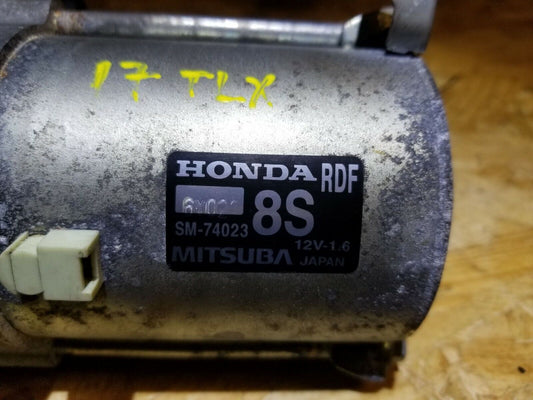 17 TLX
HONDA RDF
8S
SM-74023
12V-1.6
MITSUBA JAPAN